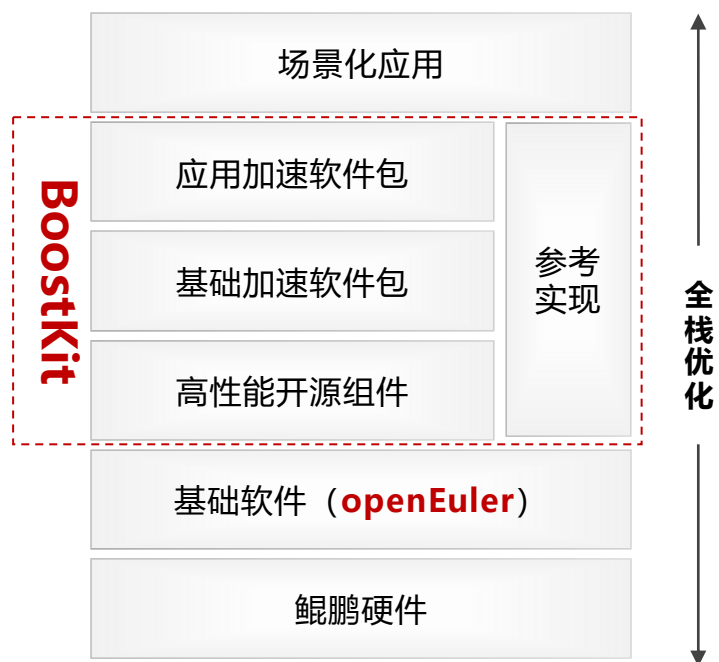 场景化应用
BoostKit
应用加速软件包
基础加速软件包
高性能开源组件
参考
实现
基础软件（openEuler）
鲲鹏硬件
全
栈
优
化